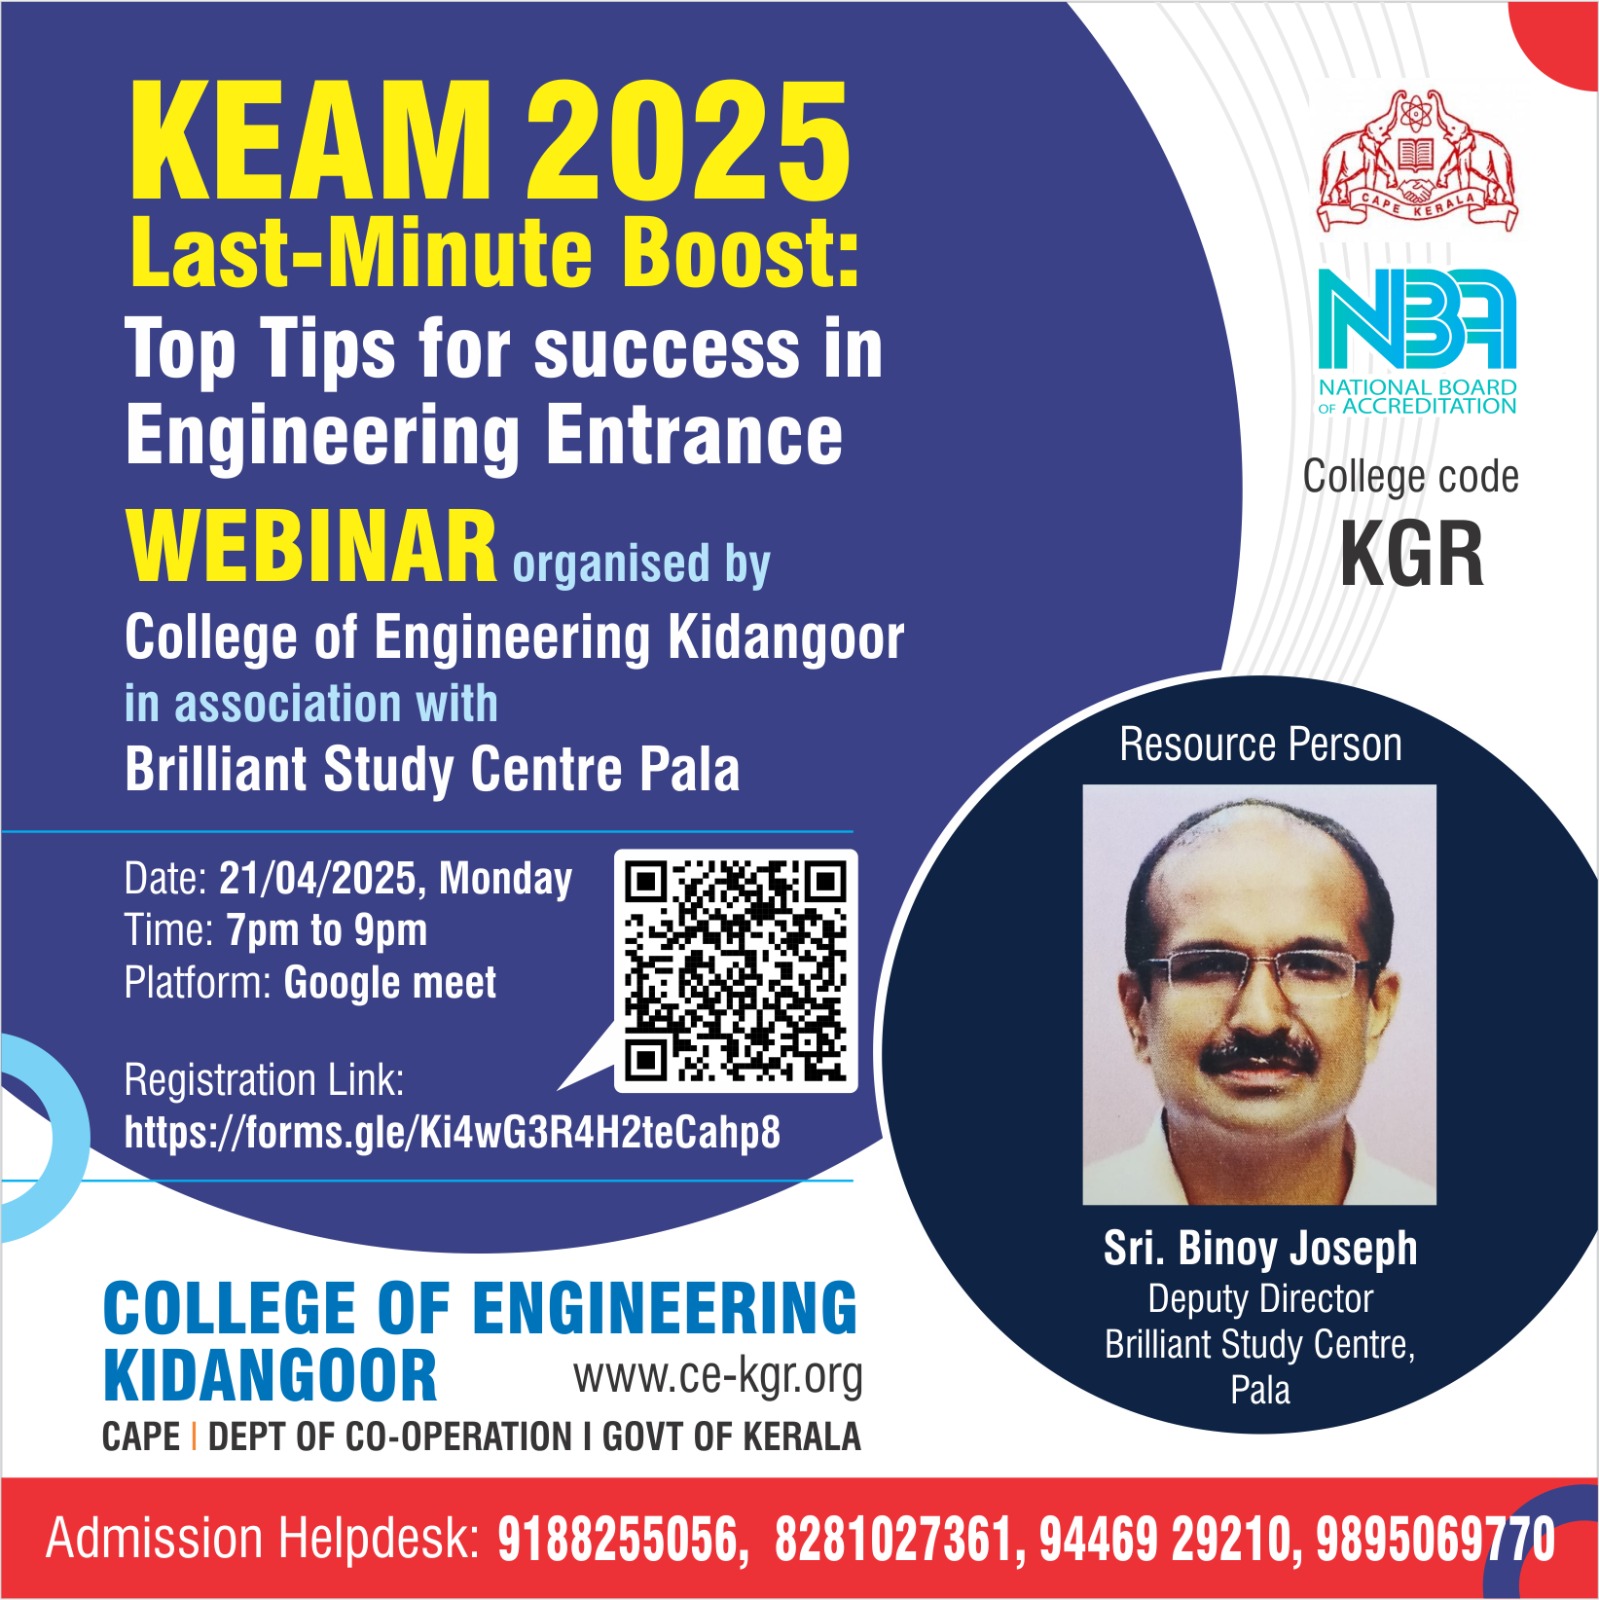 KEAM 2025
Last-Minute Boost:
Top Tips for success in
Engineering Entrance
WEBINAR organised by
College of Engineering Kidangoor
in association with
Brilliant Study Centre Pala
Date: 21/04/2025, Monday
Time: 7pm to 9pm
Platform: Google meet
Registration Link:
https://forms.gle/Ki4wG3R4H2teCahp8
CAPE KERALA
NBA
NATIONAL BOARD
OF ACCREDITATION
College code
KGR
Resource Person
Sri. Binoy Joseph
Deputy Director
Brilliant Study Centre,
Pala
COLLEGE OF ENGINEERING
KIDANGOOR www.ce-kgr.org
CAPE | DEPT OF CO-OPERATION I GOVT OF KERALA
Admission Helpdesk: 9188255056, 8281027361, 94469 29210, 9895069770